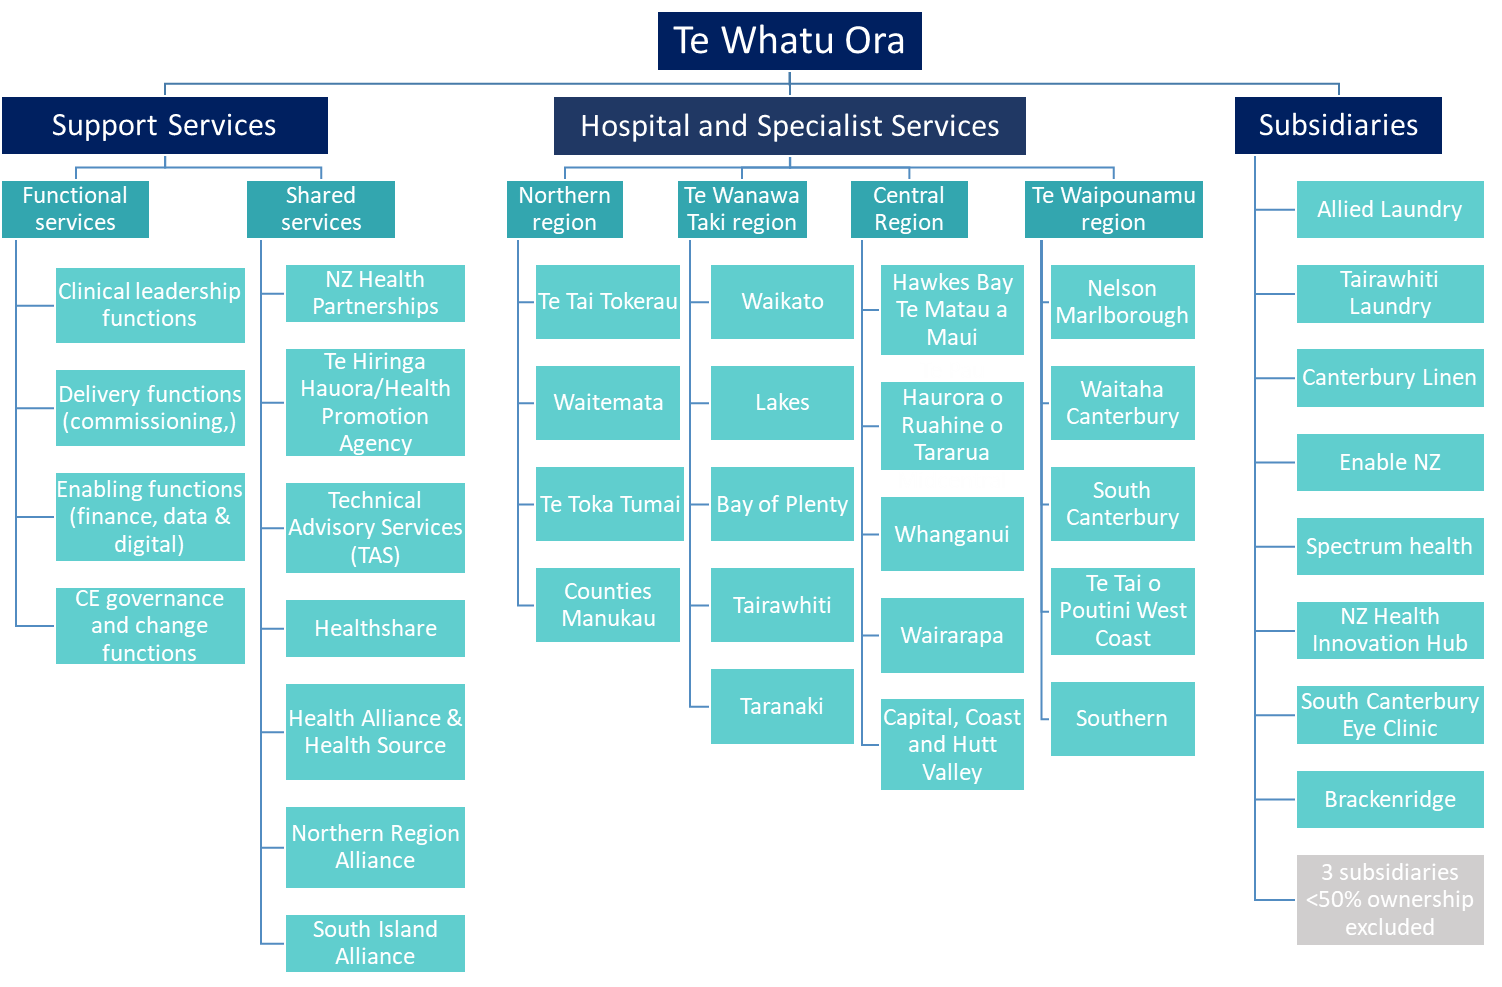 Te Whatu Ora
Support Services
Functional
services
Clinical leadership
functions
Delivery functions
(commissioning,)
Enabling functions
(finance, data &
digital)
CE governance
and change
functions
Shared
services
NZ Health
Partnerships
Te Hiringa
Hauora/Health
Promotion
Agency
Technical
Advisory Services
(TAS)
Healthshare
Health Alliance &
Health Source
Northern Region
Alliance
South Island
Alliance
Hospital and Specialist Services
Northern
region
Te Tai Tokerau
Waitemata
Te Toka Tumai
Counties
Manukau
Te Wanawa
Taki region
Waikato
Lakes
Bay of Plenty
Tairawhiti
Taranaki
Central
Region
Hawkes Bay
Te Matau a
Maui
Haurora o
Ruahine o
Tararua
Whanganui
Wairarapa
Capital, Coast
and Hutt
Valley
Te Waipounamu
region
Nelson
Marlborough
Waitaha
Canterbury
South
Canterbury
Te Tai o
Poutini West
Coast
Southern
Subsidiaries
Allied Laundry
Tairawhiti
Laundry
Canterbury Linen
Enable NZ
Spectrum health
NZ Health
Innovation Hub
South Canterbury
Eye Clinic
Brackenridge
3 subsidiaries
<50% ownership
excluded